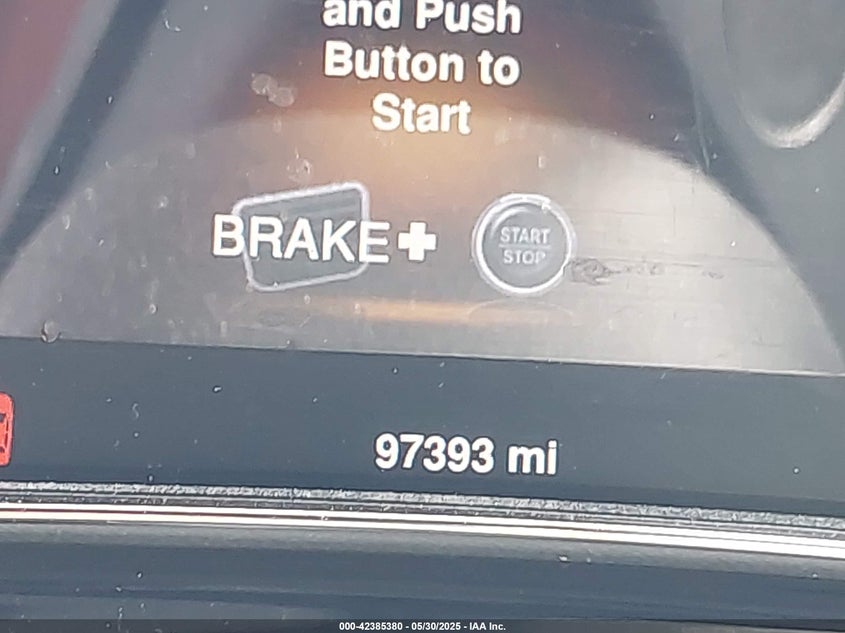 and Push
Button to
Start
BRAKE+
START
STOP
97393 mi
000-42385380 - 05/30/2025 - IAA Inc.